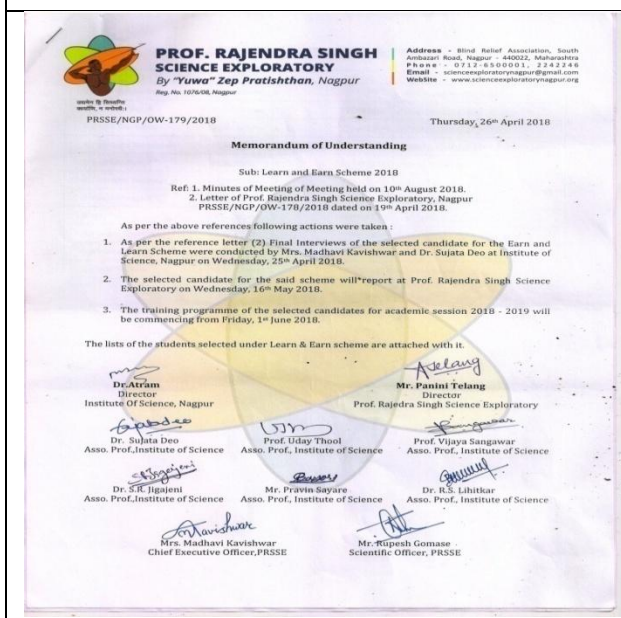 PROF. RAJENDRA SINGH
SCIENCE EXPLORATORY
By "Yuwa" Zep Pratishthan, Nagpur
Reg. No. 1076/08, Nagpur
Address - Blind Relief Association, South
Ambazari Road, Nagpur - 440022, Maharashtra
Phone - 0712-6500001, 2242246
Email - scienceexploratorynagpur@gmail.com
WebSite - www.scienceexploratorynagpur.org
PRSSE/NGP/OW-179/2018
Thursday, 26th April 2018
Memorandum of Understanding
Sub: Learn and Earn Scheme 2018
Ref: 1. Minutes of Meeting of Meeting held on 10th August 2018.
2. Letter of Prof. Rajendra Singh Science Exploratory, Nagpur
PRSSE/NGP/OW-178/2018 dated on 19th April 2018.
As per the above references following actions were taken :
1. As per the reference letter (2) Final Interviews of the selected candidate for the Earn and
Learn Scheme were conducted by Mrs. Madhavi Kavishwar and Dr. Sujata Deo at Institute of
Science, Nagpur on Wednesday, 25th April 2018.
2. The selected candidate for the said scheme will report at Prof. Rajendra Singh Science
Exploratory on Wednesday, 16th May 2018.
3. The training programme of the selected candidates for academic session 2018 - 2019 will
be commencing from Friday, 1st June 2018.
The lists of the students selected under Learn & Earn scheme are attached with it.
ATelang
Dr.Atram
Director
Institute Of Science, Nagpur
Mr. Panini Telang
Director
Prof. Rajedra Singh Science Exploratory
Dr. Sujata Deo
Asso. Prof.,Institute of Science
Prof. Uday Thool
Asso. Prof., Institute of Science
Prof. Vijaya Sangawar
Asso. Prof., Institute of Science
Dr. S.R. Jigajeni
Asso. Prof., Institute of Science
Mr. Pravin Sayare
Asso. Prof., Institute of Science
Dr. R.S. Lihitkar
Asso. Prof., Institute of Science
Mrs. Madhavi Kavishwar
Chief Executive Officer,PRSSE
Mr. Rupesh Gomase
Scientific Officer, PRSSE